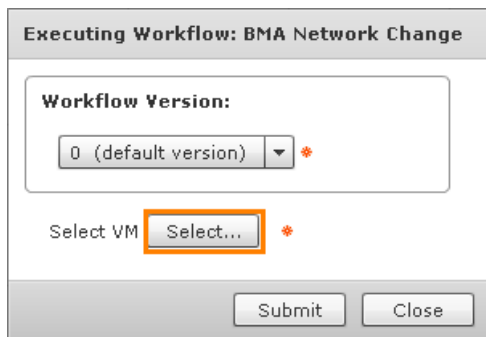 Executing Workflow: BMA Network Change
Workflow Version:
0 (default version)
Select VM Select...
Submit Close